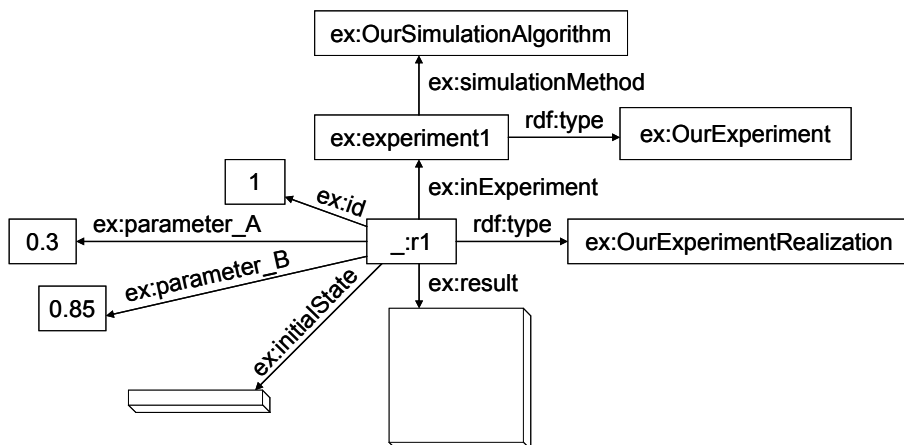 ex:OurSimulationAlgorithm
ex:simulationMethod
ex:experiment1
rdf:type
ex:OurExperiment
ex:inExperiment
1
ex:id
ex:parameter_A
0.3
_:r1
rdf:type
ex:OurExperimentRealization
ex:parameter_B
0.85
ex:initialState
ex:result